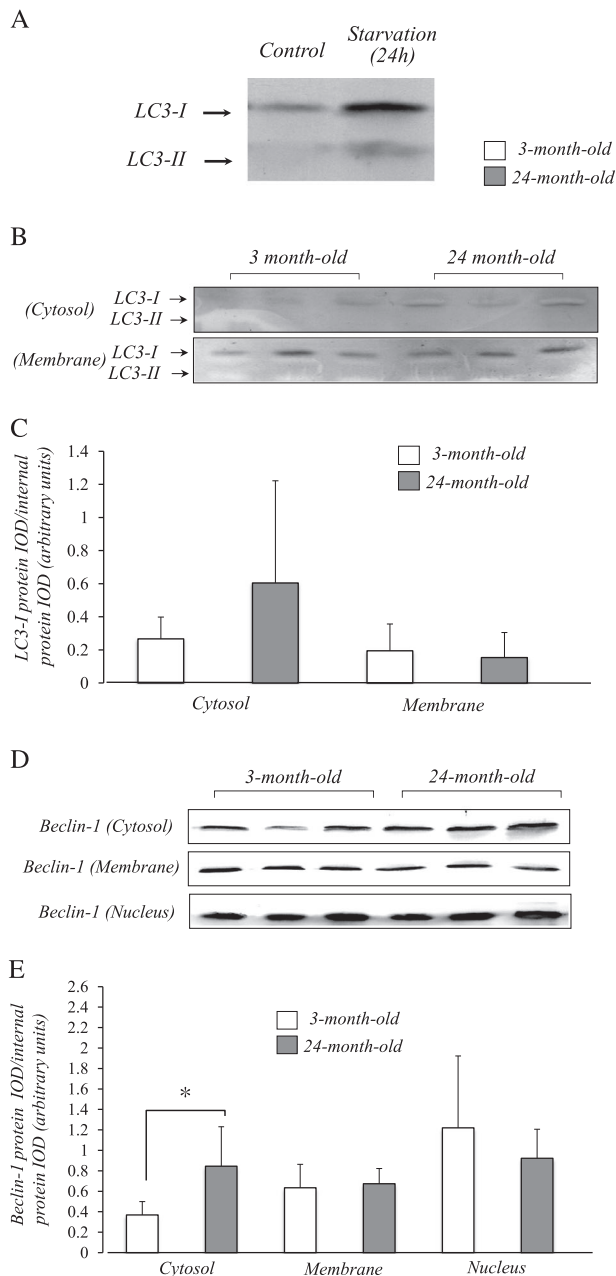 A
Control
Starvation
(24h)
LC3-I
LC3-II
3-month-old
24-month-old
B
3 month-old
24 month-old
(Cytosol)
LC3-I
LC3-II
(Membrane)
LC3-I
LC3-II
C
LC3-I protein IOD/internal
protein IOD (arbitrary units)
1.4
1.2
1
0.8
0.6
0.4
0.2
0
3-month-old
24-month-old
Cytosol
Membrane
D
3-month-old
24-month-old
Beclin-1 (Cytosol)
Beclin-1 (Membrane)
Beclin-1 (Nucleus)
E
Beclin-1 protein IOD/internal
protein IOD (arbitrary units)
2.6
2.4
2.2
2
1.8
1.6
1.4
1.2
1
0.8
0.6
0.4
0.2
0
3-month-old
24-month-old
*
Cytosol
Membrane
Nucleus